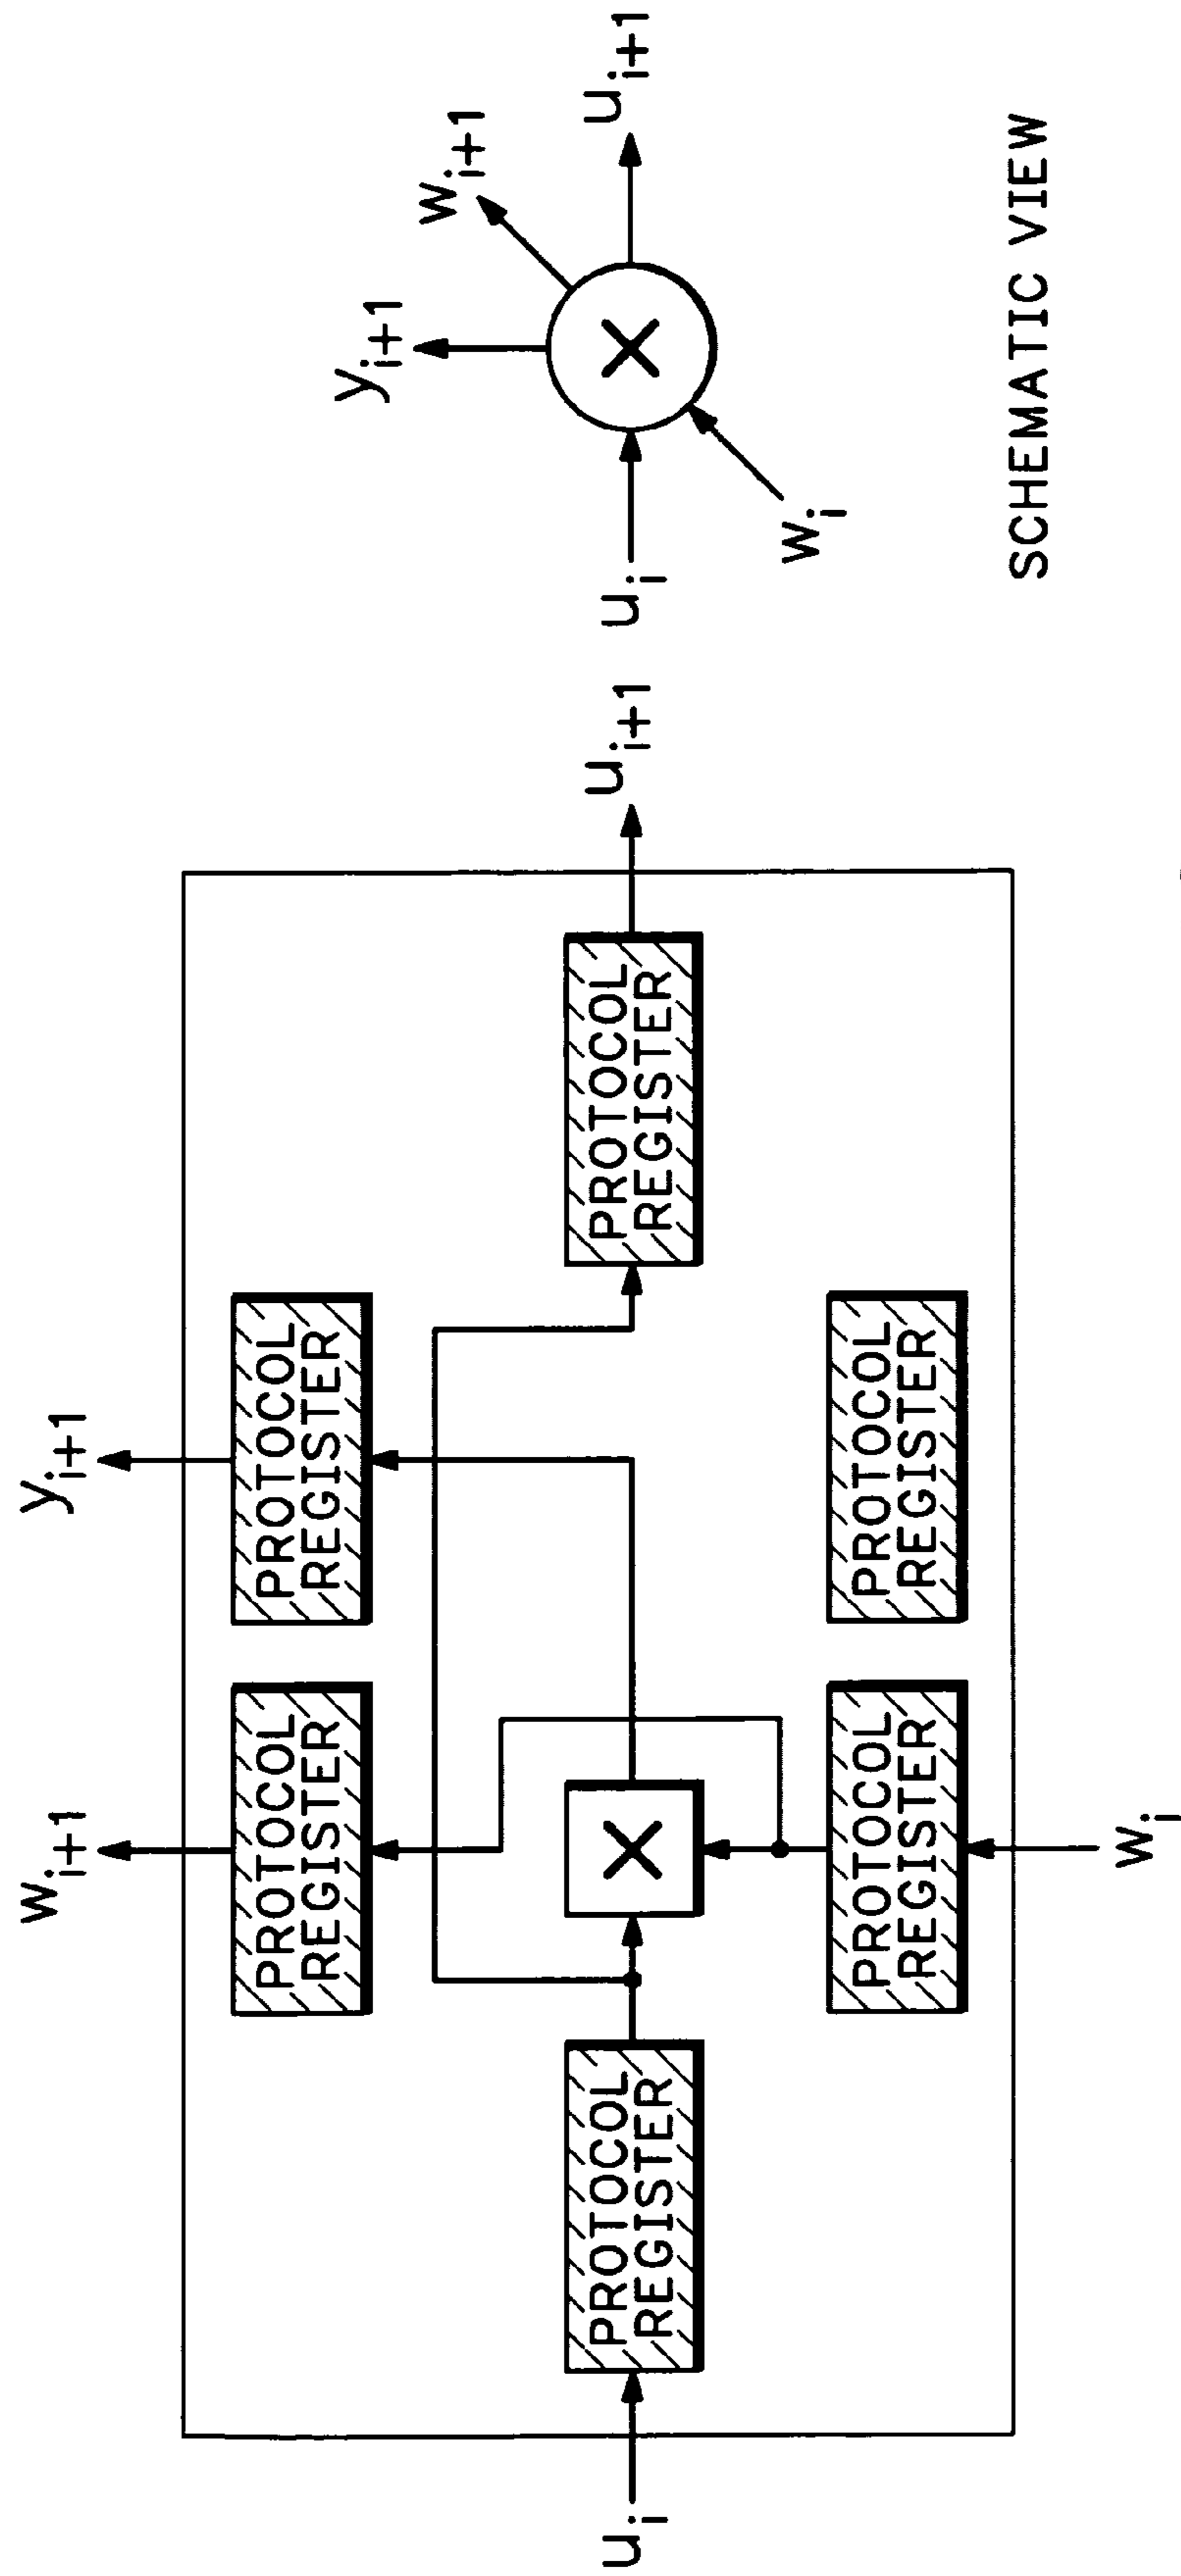 w_{i+1}
y_{i+1}
PROTOCOL
REGISTER
PROTOCOL
REGISTER
u_i
PROTOCOL
REGISTER
×
PROTOCOL
REGISTER
u_{i+1}
PROTOCOL
REGISTER
PROTOCOL
REGISTER
w_i
y_{i+1}
w_{i+1}
u_i
×
u_{i+1}
w_i
SCHEMATIC VIEW